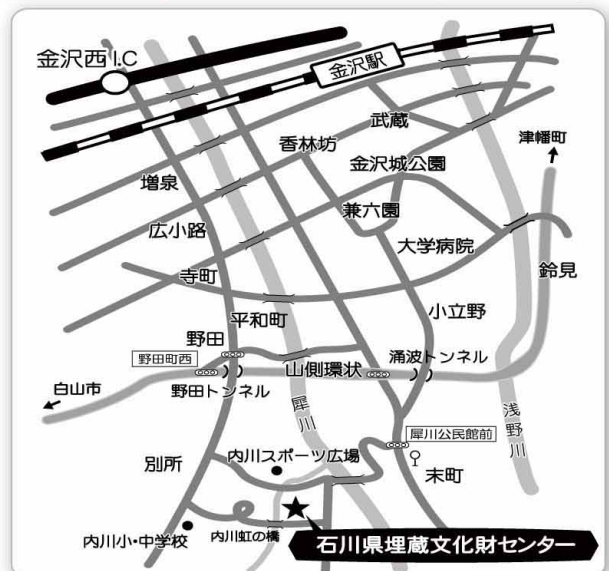 金沢西 I.C
金沢駅
武蔵
香林坊
津幡町
金沢城公園
増泉
兼六園
広小路
大学病院
鈴見
寺町
小立野
平和町
野田
野田町西
山側環状
涌波トンネル
白山市
野田トンネル
犀川
浅野川
犀川公民館前
別所
内川スポーツ広場
末町
内川小・中学校
内川虹の橋
石川県埋蔵文化財センター